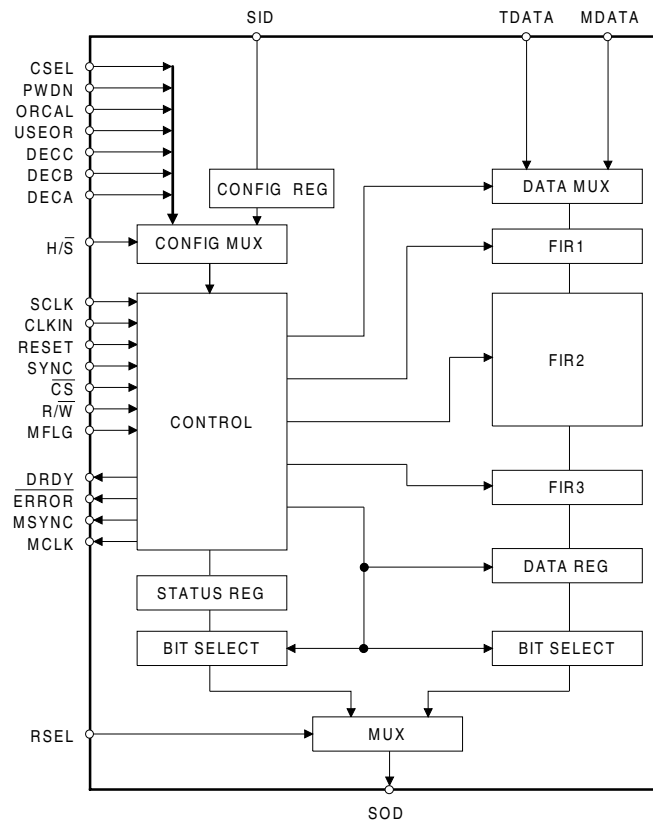 SID
TDATA
MDATA
CSEL
PWDN
ORCAL
USEOR
DECC
DECB
DECA
CONFIG REG
DATA MUX
H/S̅
CONFIG MUX
FIR1
SCLK
CLKIN
RESET
SYNC
C̅S̅
R/W̅
MFLG
CONTROL
FIR2
DRDY
E̅R̅R̅O̅R̅
MSYNC
MCLK
FIR3
STATUS REG
DATA REG
BIT SELECT
BIT SELECT
RSEL
MUX
SOD